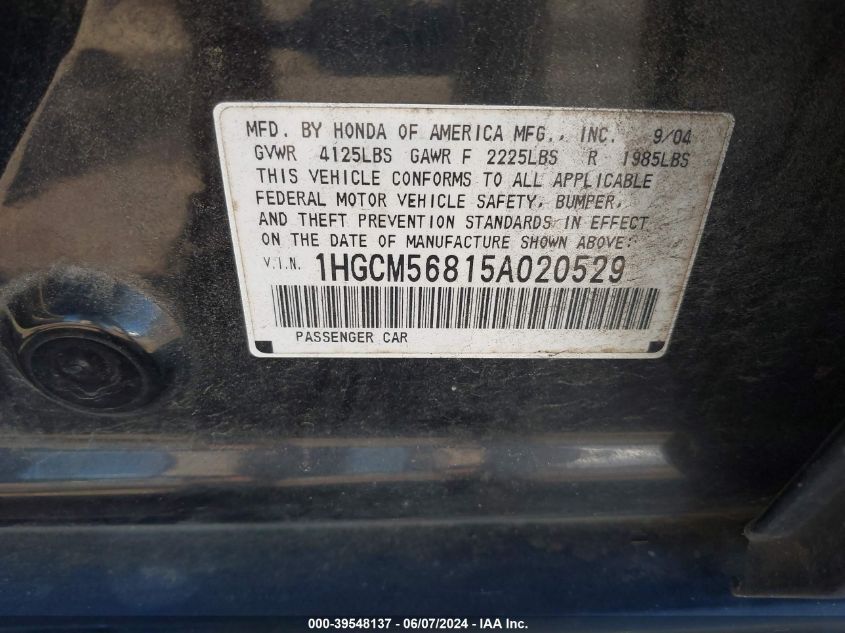 MFD. BY HONDA OF AMERICA MFG., INC. 9/04
GVWR 4125LBS GAWR F 2225LBS R 1985LBS
THIS VEHICLE CONFORMS TO ALL APPLICABLE
FEDERAL MOTOR VEHICLE SAFETY, BUMPER,
AND THEFT PREVENTION STANDARDS IN EFFECT
ON THE DATE OF MANUFACTURE SHOWN ABOVE:
V.I.N. 1HGCM56815A020529
PASSENGER CAR
000-39548137 - 06/07/2024 - IAA Inc.